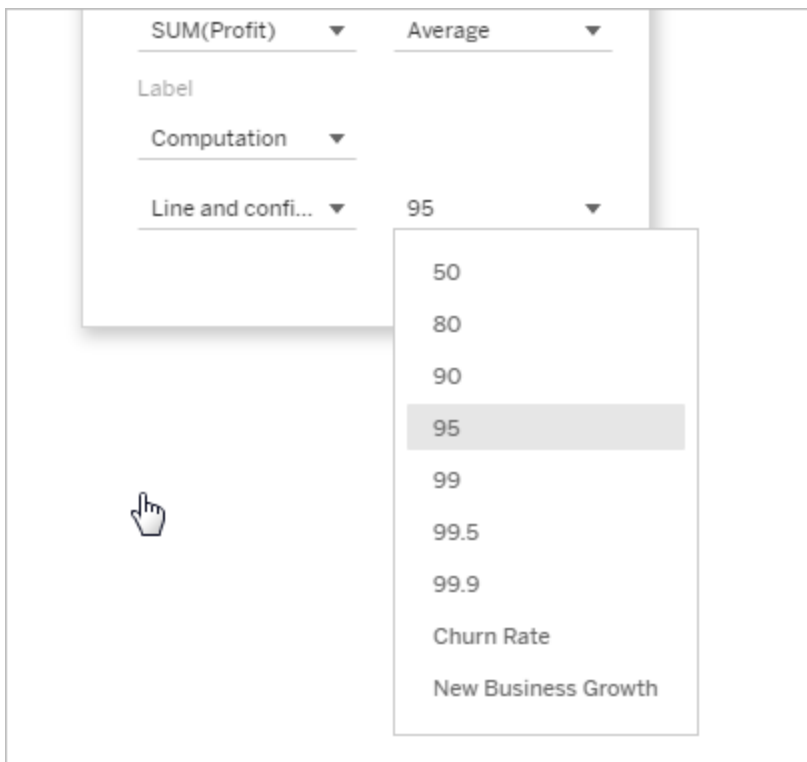 SUM(Profit) Average
Label
Computation
Line and confi... 95
50
80
90
95
99
99.5
99.9
Churn Rate
New Business Growth